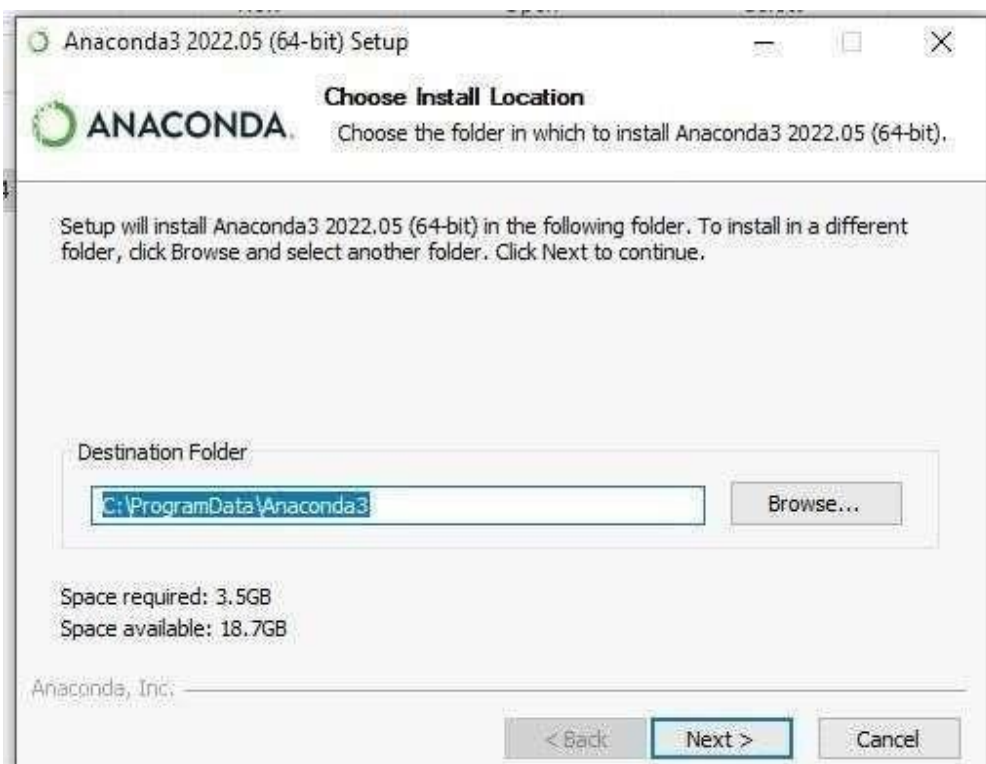 Anaconda3 2022.05 (64-bit) Setup
ANACONDA.
Choose Install Location
Choose the folder in which to install Anaconda3 2022.05 (64-bit).
Setup will install Anaconda3 2022.05 (64-bit) in the following folder. To install in a different
folder, click Browse and select another folder. Click Next to continue.
Destination Folder
C:\ProgramData\Anaconda3
Browse...
Space required: 3.5GB
Space available: 18.7GB
Anaconda, Inc.
< Back
Next >
Cancel